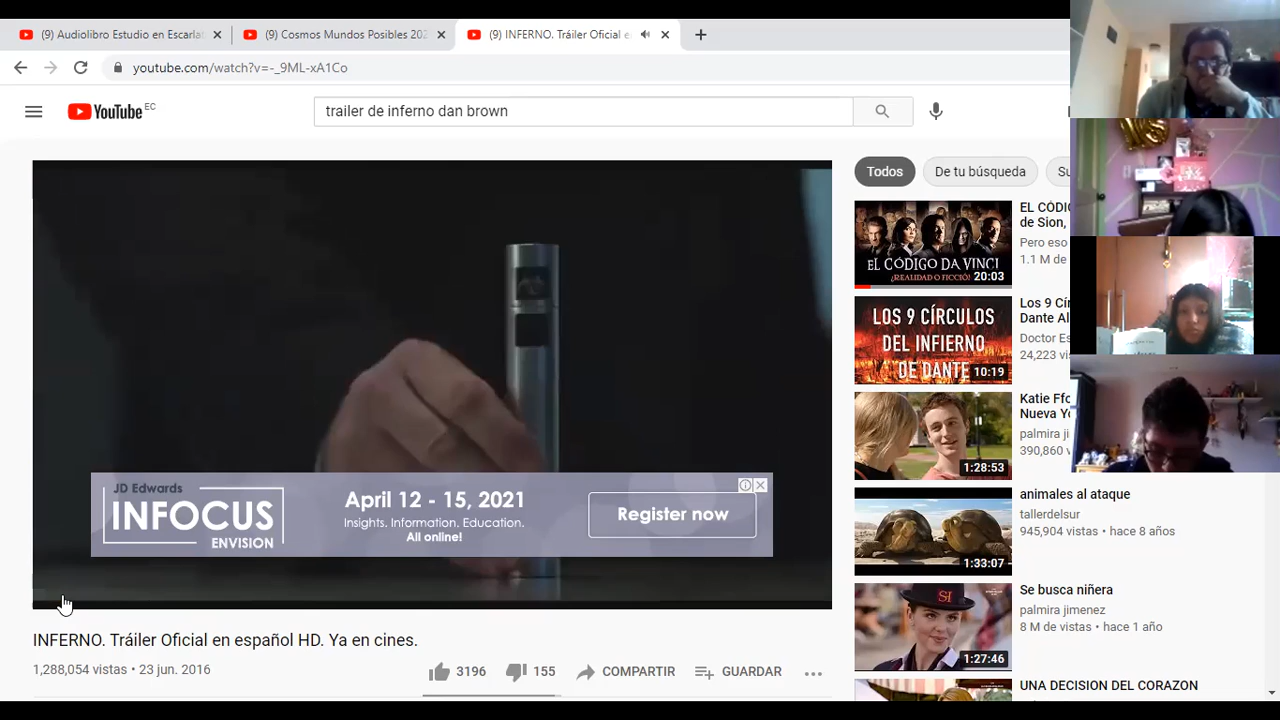 (9) Audiolibro Estudio en Escarlat
(9) Cosmos Mundos Posibles 202
(9) INFERNO. Tráiler Oficial e
youtube.com/watch?v=-_9ML-xA1Co
YouTube EC
trailer de inferno dan brown
Todos
De tu búsqueda
Su
EL CÓDIGO DA VINCI
¿REALIDAD O FICCIÓ?
20:03
EL CÓDI
de Sion,
Pero eso
1.1 M de
LOS 9 CÍRCULOS
DEL INFIERNO
DE DANTE
10:19
Los 9 Cí
Dante Al
Doctor Es
24,223 vis
1:28:53
Katie Ffo
Nueva Yo
palmira ji
390,860 v
1:33:07
animales al ataque
tallerdelsur
945,904 vistas • hace 8 años
SI
1:27:46
Se busca niñera
palmira jimenez
8 M de vistas • hace 1 año
UNA DECISION DEL CORAZON
JD Edwards
INFOCUS
ENVISION
April 12 - 15, 2021
Insights. Information. Education.
All online!
Register now
INFERNO. Tráiler Oficial en español HD. Ya en cines.
1,288,054 vistas • 23 jun. 2016
3196
155
COMPARTIR
GUARDAR